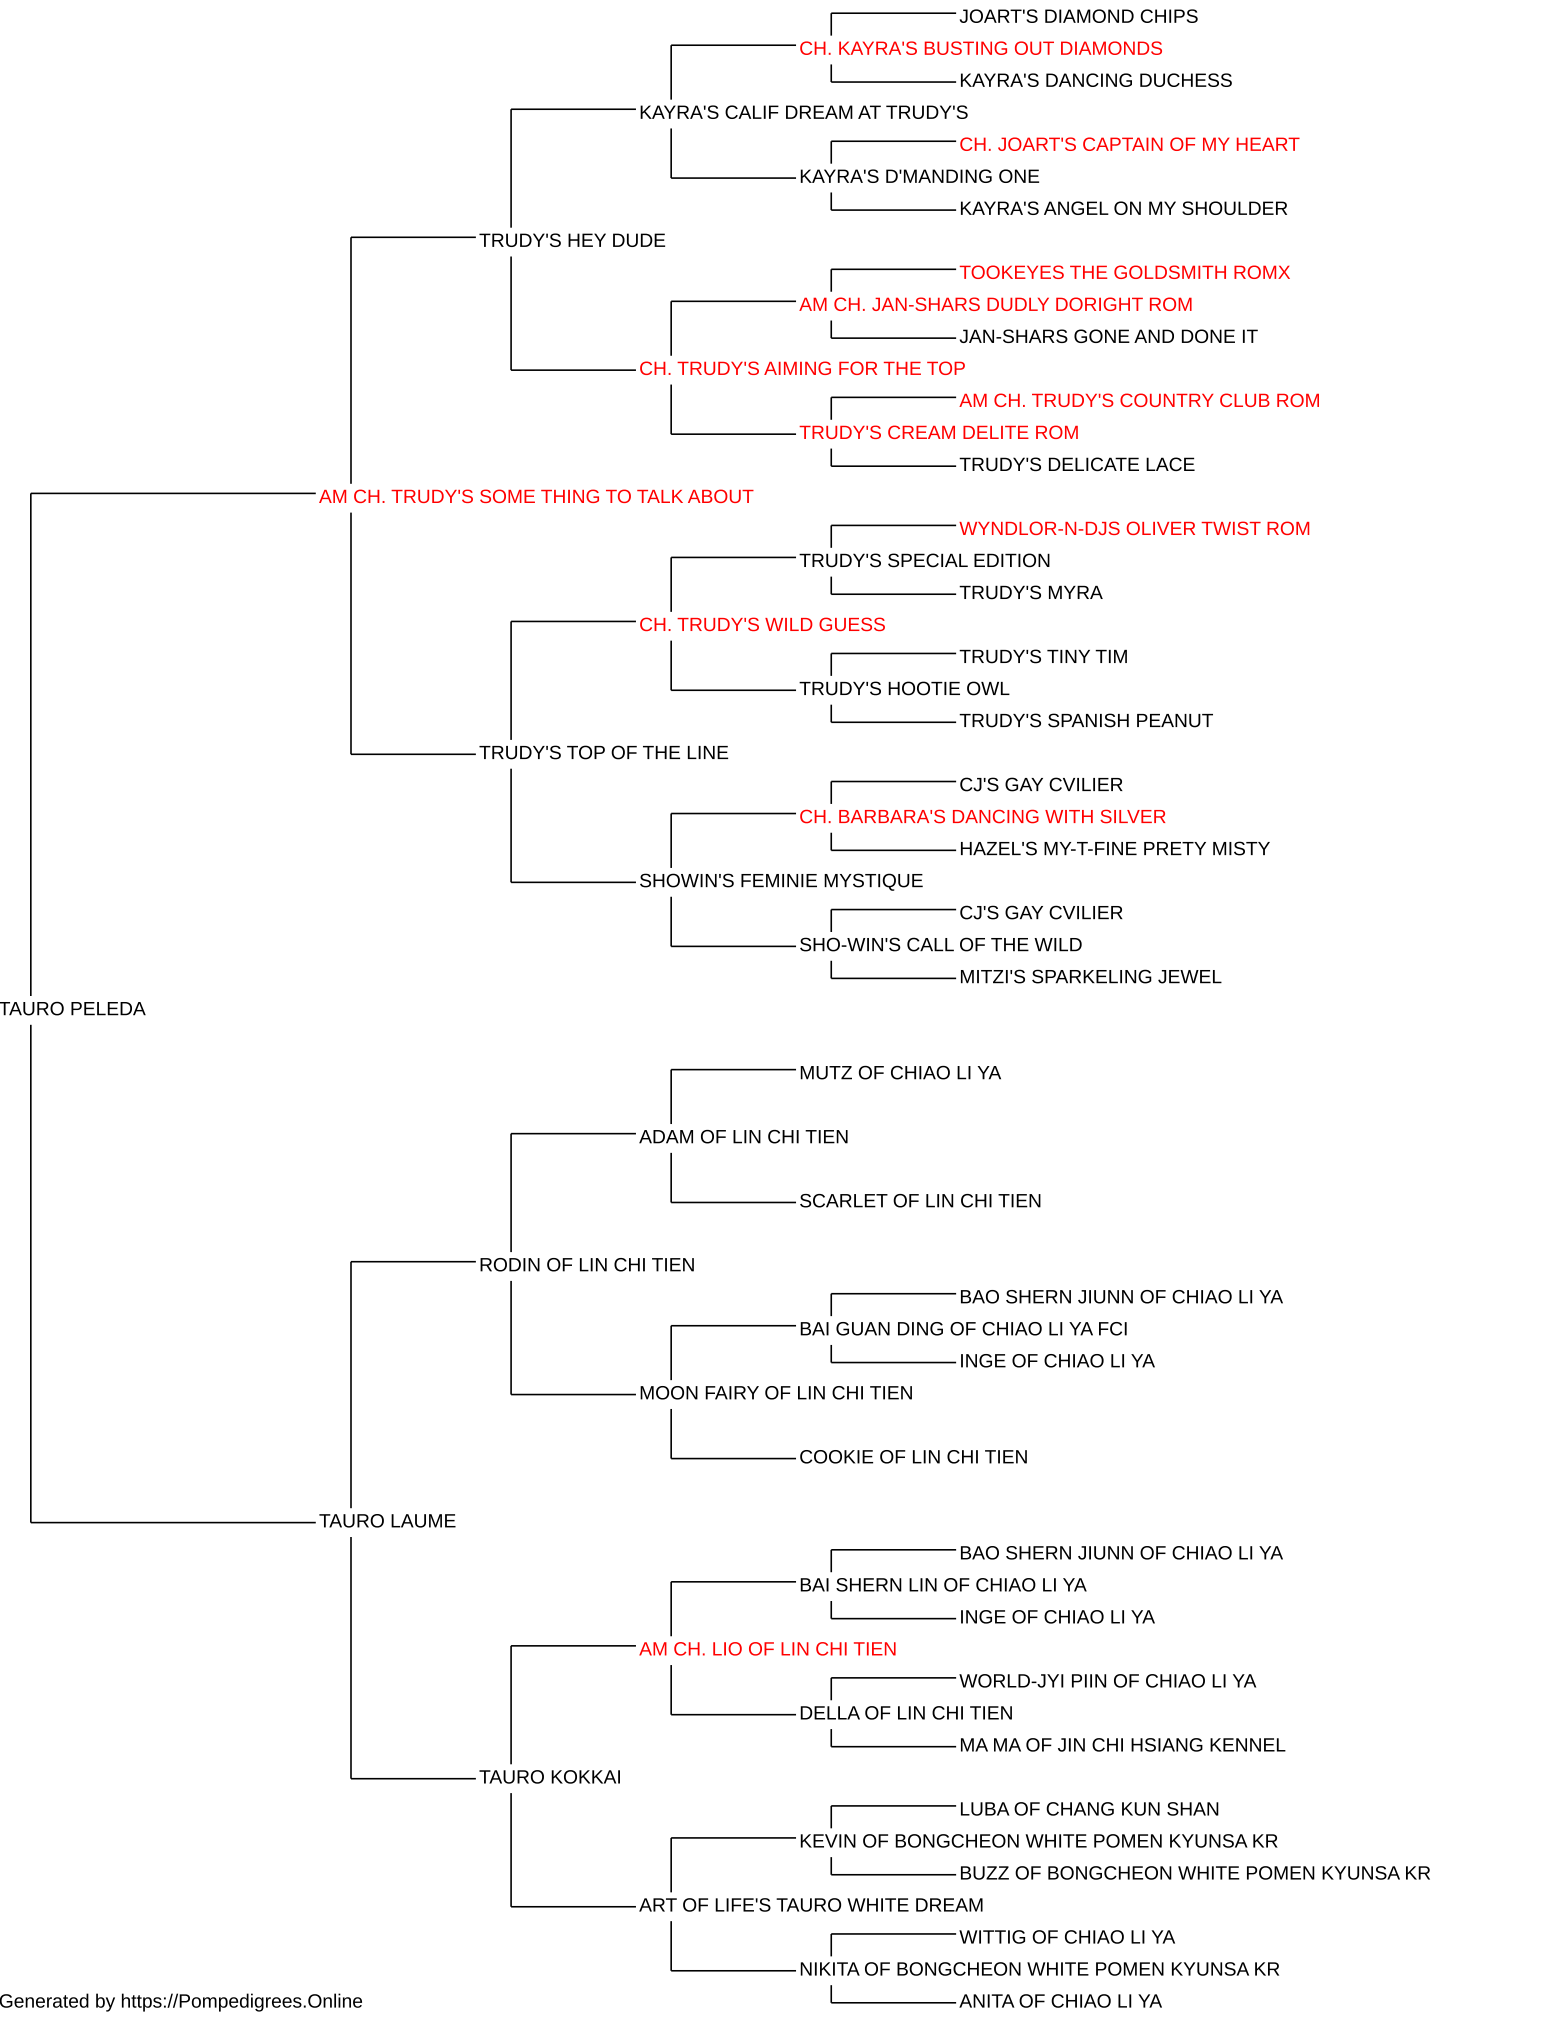 JOART'S DIAMOND CHIPS
CH. KAYRA'S BUSTING OUT DIAMONDS
KAYRA'S DANCING DUCHESS
KAYRA'S CALIF DREAM AT TRUDY'S
CH. JOART'S CAPTAIN OF MY HEART
KAYRA'S D'MANDING ONE
KAYRA'S ANGEL ON MY SHOULDER
TRUDY'S HEY DUDE
TOOKEYES THE GOLDSMITH ROMX
AM CH. JAN-SHARS DUDLY DORIGHT ROM
JAN-SHARS GONE AND DONE IT
CH. TRUDY'S AIMING FOR THE TOP
AM CH. TRUDY'S COUNTRY CLUB ROM
TRUDY'S CREAM DELITE ROM
TRUDY'S DELICATE LACE
AM CH. TRUDY'S SOME THING TO TALK ABOUT
WYNDLOR-N-DJS OLIVER TWIST ROM
TRUDY'S SPECIAL EDITION
TRUDY'S MYRA
CH. TRUDY'S WILD GUESS
TRUDY'S TINY TIM
TRUDY'S HOOTIE OWL
TRUDY'S SPANISH PEANUT
TRUDY'S TOP OF THE LINE
CJ'S GAY CVILIER
CH. BARBARA'S DANCING WITH SILVER
HAZEL'S MY-T-FINE PRETY MISTY
SHOWIN'S FEMINIE MYSTIQUE
CJ'S GAY CVILIER
SHO-WIN'S CALL OF THE WILD
MITZI'S SPARKELING JEWEL
TAURO PELEDA
MUTZ OF CHIAO LI YA
ADAM OF LIN CHI TIEN
SCARLET OF LIN CHI TIEN
RODIN OF LIN CHI TIEN
BAO SHERN JIUNN OF CHIAO LI YA
BAI GUAN DING OF CHIAO LI YA FCI
INGE OF CHIAO LI YA
MOON FAIRY OF LIN CHI TIEN
COOKIE OF LIN CHI TIEN
TAURO LAUME
BAO SHERN JIUNN OF CHIAO LI YA
BAI SHERN LIN OF CHIAO LI YA
INGE OF CHIAO LI YA
AM CH. LIO OF LIN CHI TIEN
WORLD-JYI PIIN OF CHIAO LI YA
DELLA OF LIN CHI TIEN
MA MA OF JIN CHI HSIANG KENNEL
TAURO KOKKAI
LUBA OF CHANG KUN SHAN
KEVIN OF BONGCHEON WHITE POMEN KYUNSA KR
BUZZ OF BONGCHEON WHITE POMEN KYUNSA KR
ART OF LIFE'S TAURO WHITE DREAM
WITTIG OF CHIAO LI YA
NIKITA OF BONGCHEON WHITE POMEN KYUNSA KR
ANITA OF CHIAO LI YA
Generated by https://Pompedigrees.Online